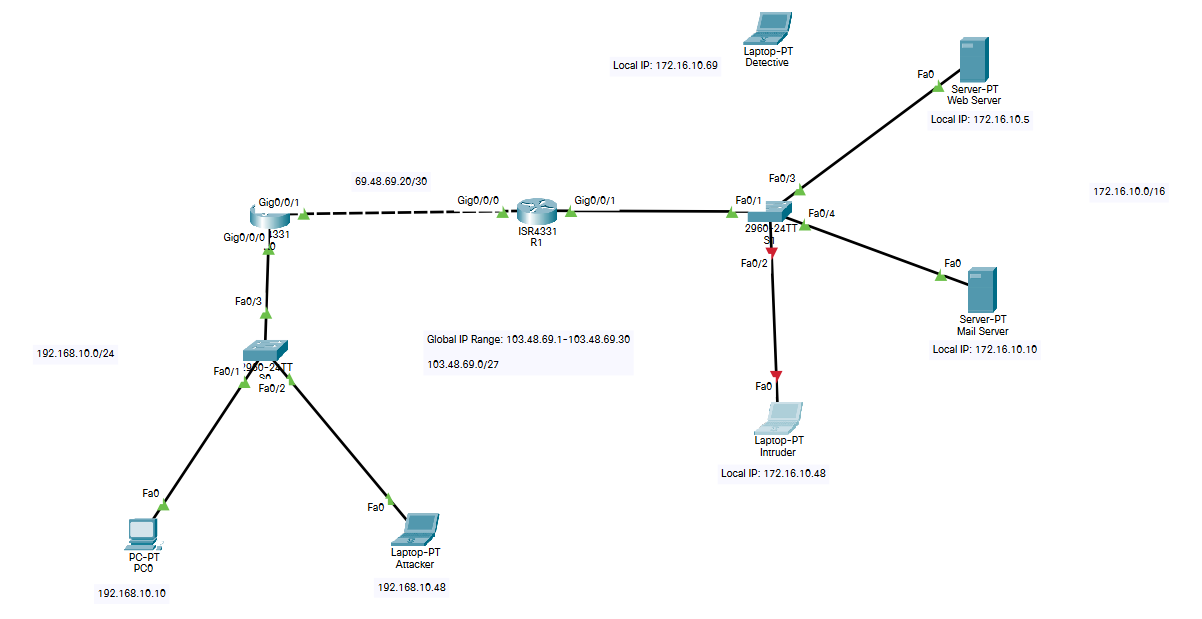 Laptop-PT
Detective
Local IP: 172.16.10.69
Fa0
Server-PT
Web Server
Local IP: 172.16.10.5
69.48.69.20/30
Fa0/3
172.16.10.0/16
Gig0/0/1
Gig0/0/0
Gig0/0/1
Fa0/1
Fa0/4
ISR4331
R1
2960-24TT
Gig0/0/0
Fa0/2
Fa0
Fa0/3
Server-PT
Mail Server
Local IP: 172.16.10.10
Global IP Range: 103.48.69.1-103.48.69.30
103.48.69.0/27
192.168.10.0/24
Fa0/1
Fa0/2
Fa0
Laptop-PT
Intruder
Local IP: 172.16.10.48
Fa0
Fa0
PC-PT
PC0
192.168.10.10
Laptop-PT
Attacker
192.168.10.48